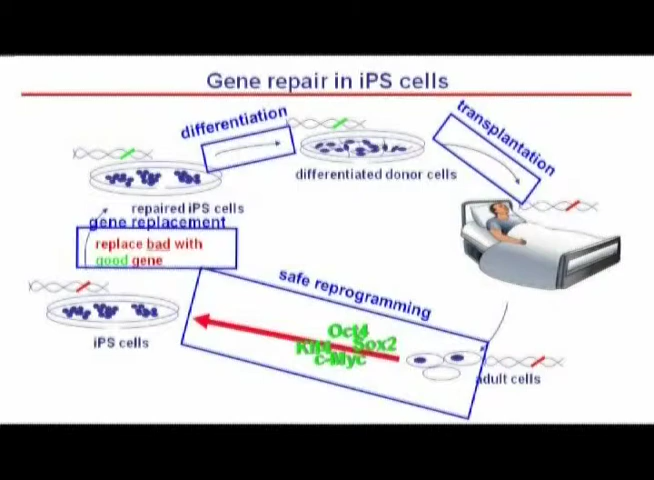 Gene repair in iPS cells
differentiation
transplantation
differentiated donor cells
repaired iPS cells
gene replacement
replace bad with
good gene
safe reprogramming
Oct4
Klf4 Sox2
c-Myc
iPS cells
adult cells